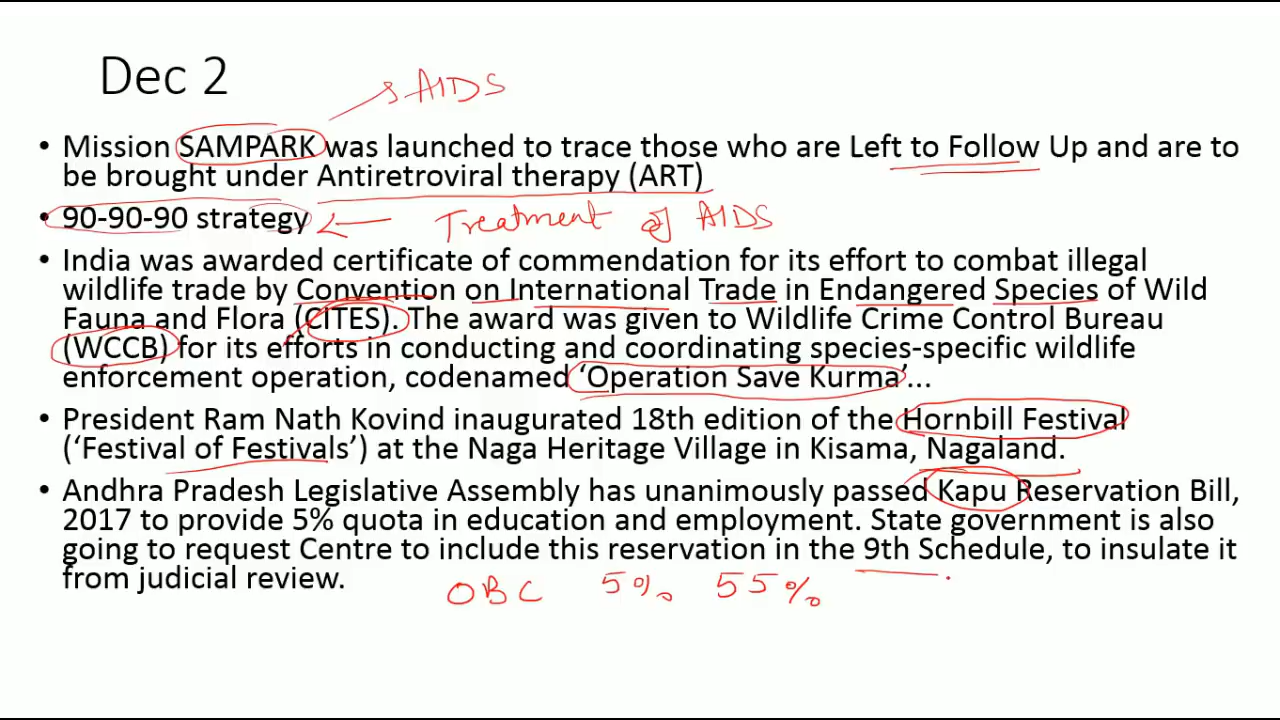 Dec 2
AIDS
• Mission SAMPARK was launched to trace those who are Left to Follow Up and are to
be brought under Antiretroviral therapy (ART)
• 90-90-90 strategy Treatment of AIDS
• India was awarded certificate of commendation for its effort to combat illegal
wildlife trade by Convention on International Trade in Endangered Species of Wild
Fauna and Flora (CITES). The award was given to Wildlife Crime Control Bureau
(WCCB) for its efforts in conducting and coordinating species-specific wildlife
enforcement operation, codenamed ‘Operation Save Kurma’...
• President Ram Nath Kovind inaugurated 18th edition of the Hornbill Festival
(‘Festival of Festivals’) at the Naga Heritage Village in Kisama, Nagaland.
• Andhra Pradesh Legislative Assembly has unanimously passed Kapu Reservation Bill,
2017 to provide 5% quota in education and employment. State government is also
going to request Centre to include this reservation in the 9th Schedule, to insulate it
from judicial review.
OBC 5% 55%